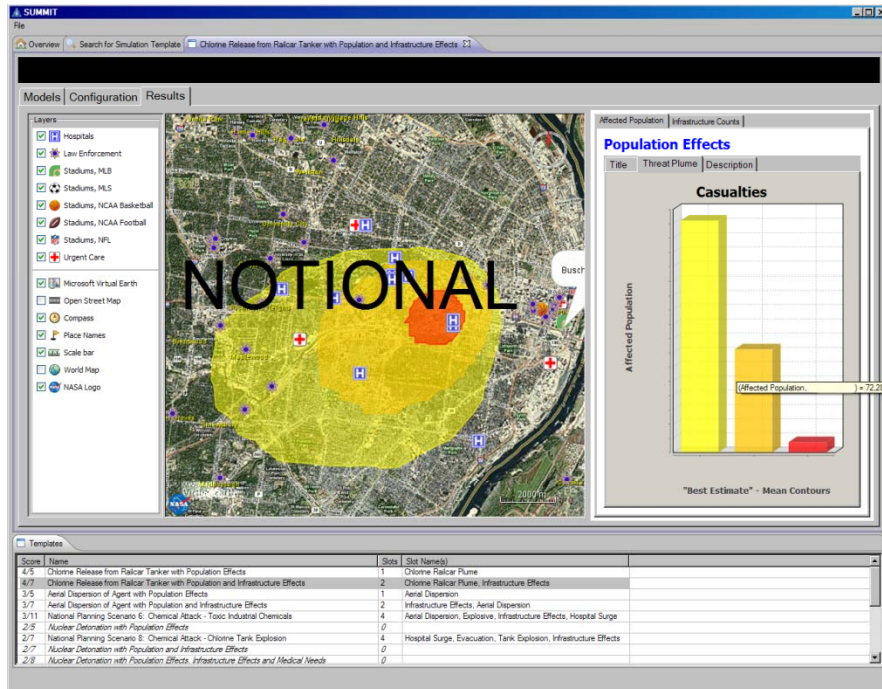 SUMMIT
File
Overview Search for Simulation Template Chlorine Release from Railcar Tanker with Population and Infrastructure Effects
Models Configuration Results
Layers
Hospitals
Law Enforcement
Stadiums, MLB
Stadiums, MLS
Stadiums, NCAA Basketball
Stadiums, NCAA Football
Stadiums, NFL
Urgent Care
Microsoft Virtual Earth
Open Street Map
Compass
Place Names
Scale bar
World Map
NASA Logo
NOTIONAL
Busch
Maplewood
2000 m
NASA
Affected Population Infrastructure Counts
Population Effects
Title Threat Plume Description
Casualties
Affected Population
(Affected Population, ) = 72,28
"Best Estimate" - Mean Contours
Templates
Score Name Slots Slot Name(s)
4/5 Chlorine Release from Railcar Tanker with Population Effects 1 Chlorine Railcar Plume
4/7 Chlorine Release from Railcar Tanker with Population and Infrastructure Effects 2 Chlorine Railcar Plume, Infrastructure Effects
3/5 Aerial Dispersion of Agent with Population Effects 1 Aerial Dispersion
3/7 Aerial Dispersion of Agent with Population and Infrastructure Effects 2 Infrastructure Effects, Aerial Dispersion
3/11 National Planning Scenario 6: Chemical Attack - Toxic Industrial Chemicals 4 Aerial Dispersion, Explosive, Infrastructure Effects, Hospital Surge
2/5 Nuclear Detonation with Population Effects 0
2/7 National Planning Scenario 8: Chemical Attack - Chlorine Tank Explosion 4 Hospital Surge, Evacuation, Tank Explosion, Infrastructure Effects
2/7 Nuclear Detonation with Population and Infrastructure Effects 0
2/8 Nuclear Detonation with Population Effects, Infrastructure Effects and Medical Needs 0